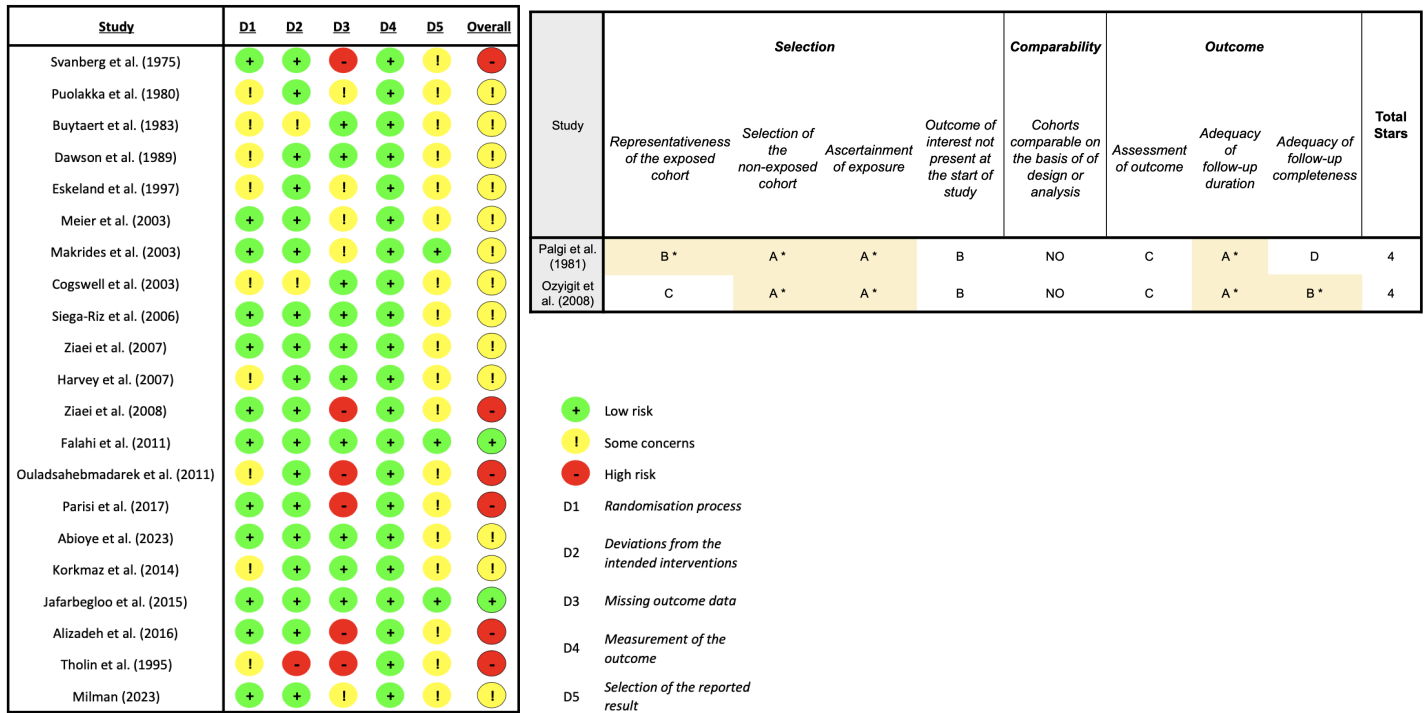 Study D1 D2 D3 D4 D5 Overall
Svanberg et al. (1975) + + - + ! -
Puolakka et al. (1980) ! + ! + ! !
Buytaert et al. (1983) ! ! + + ! !
Dawson et al. (1989) ! + + + ! !
Eskeland et al. (1997) ! + ! + ! !
Meier et al. (2003) + + ! + ! !
Makrides et al. (2003) + + ! + + !
Cogswell et al. (2003) ! ! + + ! !
Siega-Riz et al. (2006) + + + + ! !
Ziaei et al. (2007) + + + + ! !
Harvey et al. (2007) ! + + + ! !
Ziaei et al. (2008) + + - + ! -
Falahi et al. (2011) + + + + + +
Ouladsahebmadarek et al. (2011) ! + - + ! -
Parisi et al. (2017) + + - + ! -
Abioye et al. (2023) + + + + ! !
Korkmaz et al. (2014) ! + + + ! !
Jafarbegloo et al. (2015) + + + + + +
Alizadeh et al. (2016) + + - + ! -
Tholin et al. (1995) ! - - + ! -
Milman (2023) + + ! + ! !
Study
Selection
Comparability
Outcome
Representativeness
of the exposed
cohort
Selection of
the
non-exposed
cohort
Ascertainment
of exposure
Outcome of
interest not
present at
the start of
study
Cohorts
comparable on
the basis of of
design or
analysis
Assessment
of outcome
Adequacy
of
follow-up
duration
Adequacy of
follow-up
completeness
Total
Stars
Palgi et al.
(1981)
B * A * A * B NO C A * D 4
Ozyigit et
al. (2008)
C A * A * B NO C A * B * 4
+ Low risk
! Some concerns
- High risk
D1 Randomisation process
D2 Deviations from the
intended interventions
D3 Missing outcome data
D4 Measurement of the
outcome
D5 Selection of the reported
result